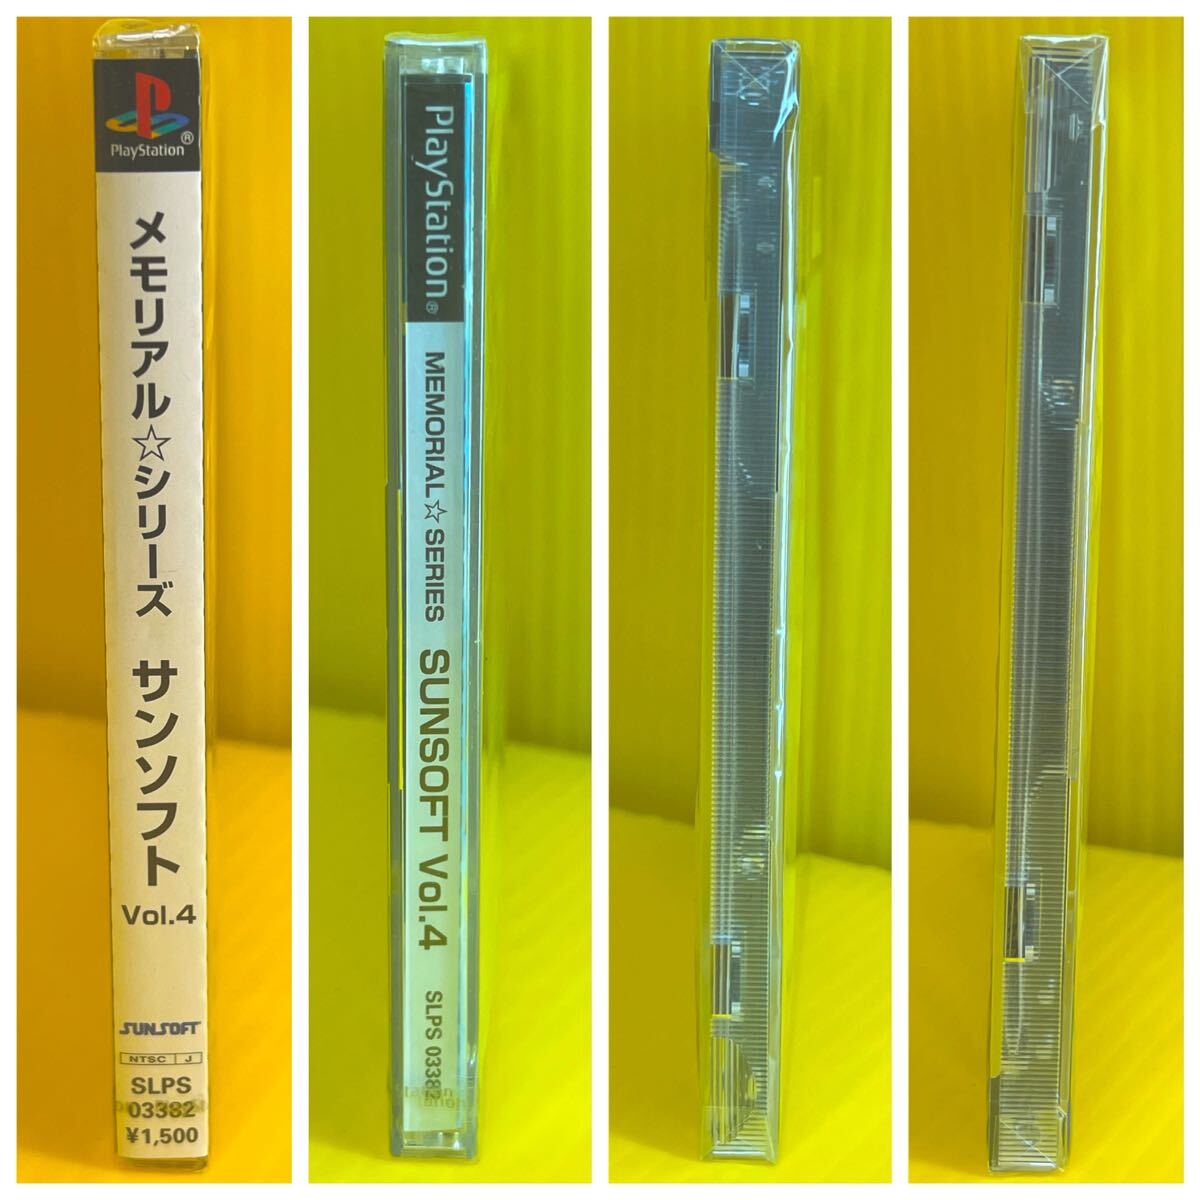 PlayStation®
メモリアル☆シリーズ サンソフト
Vol.4
SUNSOFT
NTSC J
SLPS
03382
¥1,500
PlayStation®
MEMORIAL☆SERIES SUNSOFT Vol.4
SLPS 03382